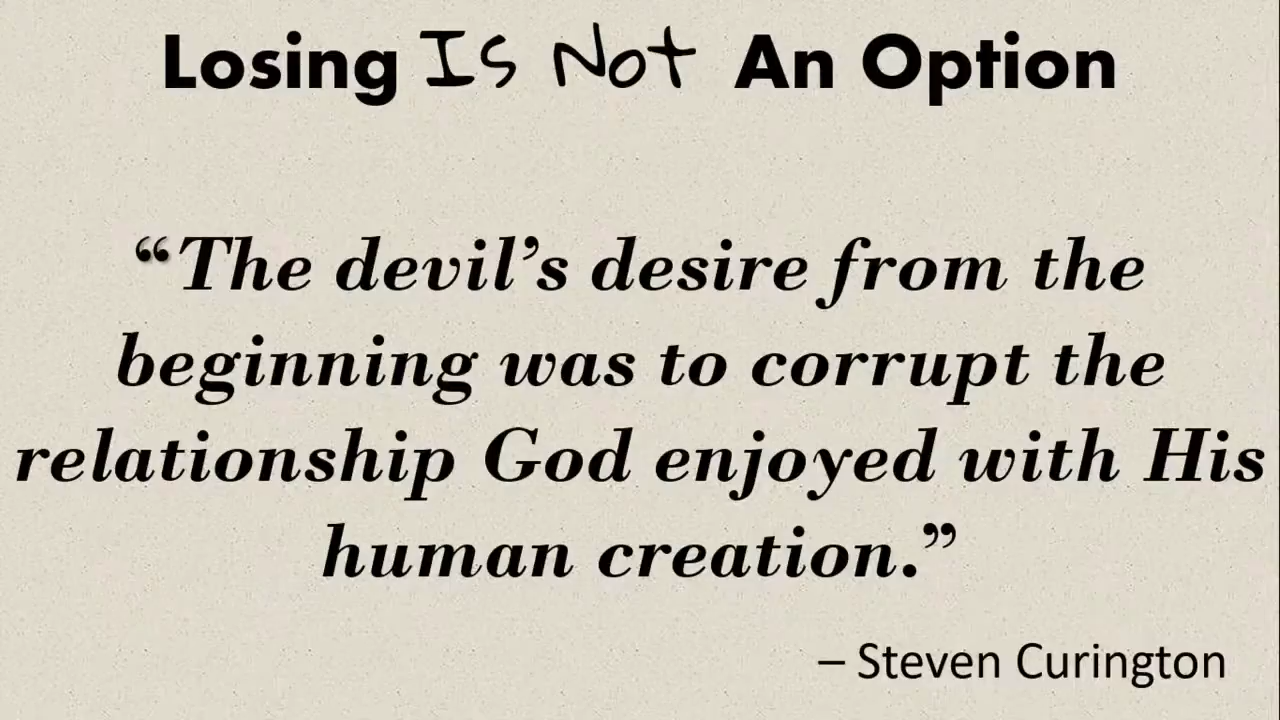 Losing Is Not An Option
“The devil’s desire from the
beginning was to corrupt the
relationship God enjoyed with His
human creation.”
– Steven Curington